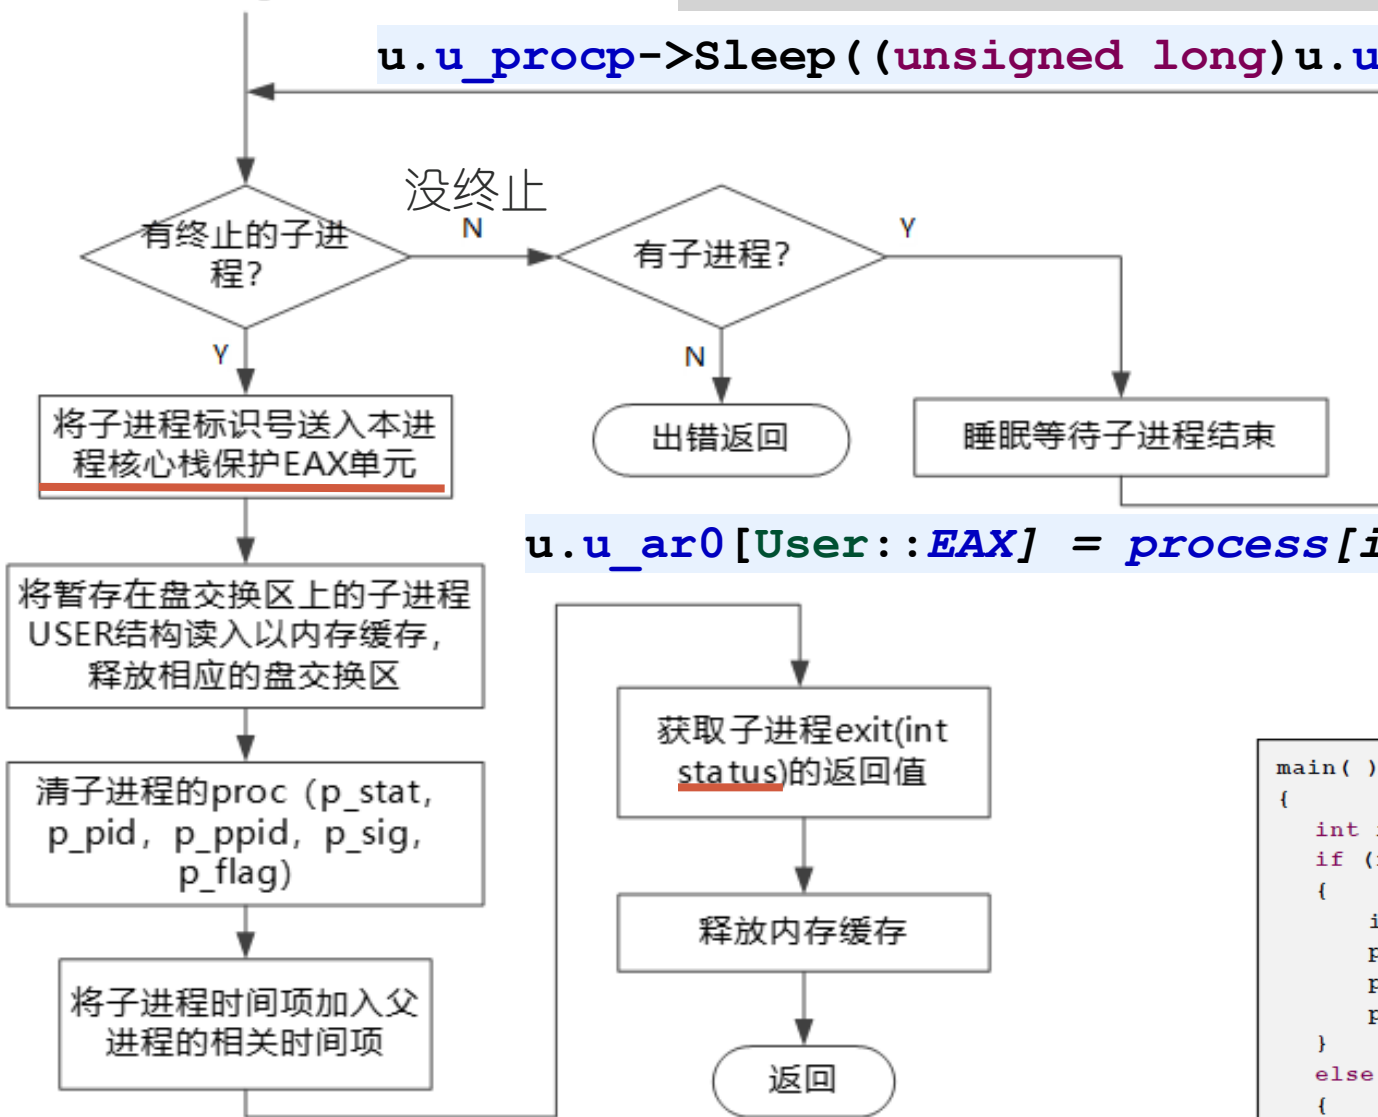 u.u_procp->Sleep((unsigned long)u.u
没终止
有终止的子进
程?
N
有子进程?
Y
Y
N
将子进程标识号送入本进
程核心栈保护EAX单元
出错返回
睡眠等待子进程结束
u.u_ar0[User::EAX] = process[i
将暂存在盘交换区上的子进程
USER结构读入以内存缓存,
释放相应的盘交换区
清子进程的proc(p_stat,
p_pid, p_ppid, p_sig,
p_flag)
将子进程时间项加入父
进程的相关时间项
获取子进程exit(int
status)的返回值
释放内存缓存
返回
main( )
{
int
if (
{
i
p
p
p
}
else
{